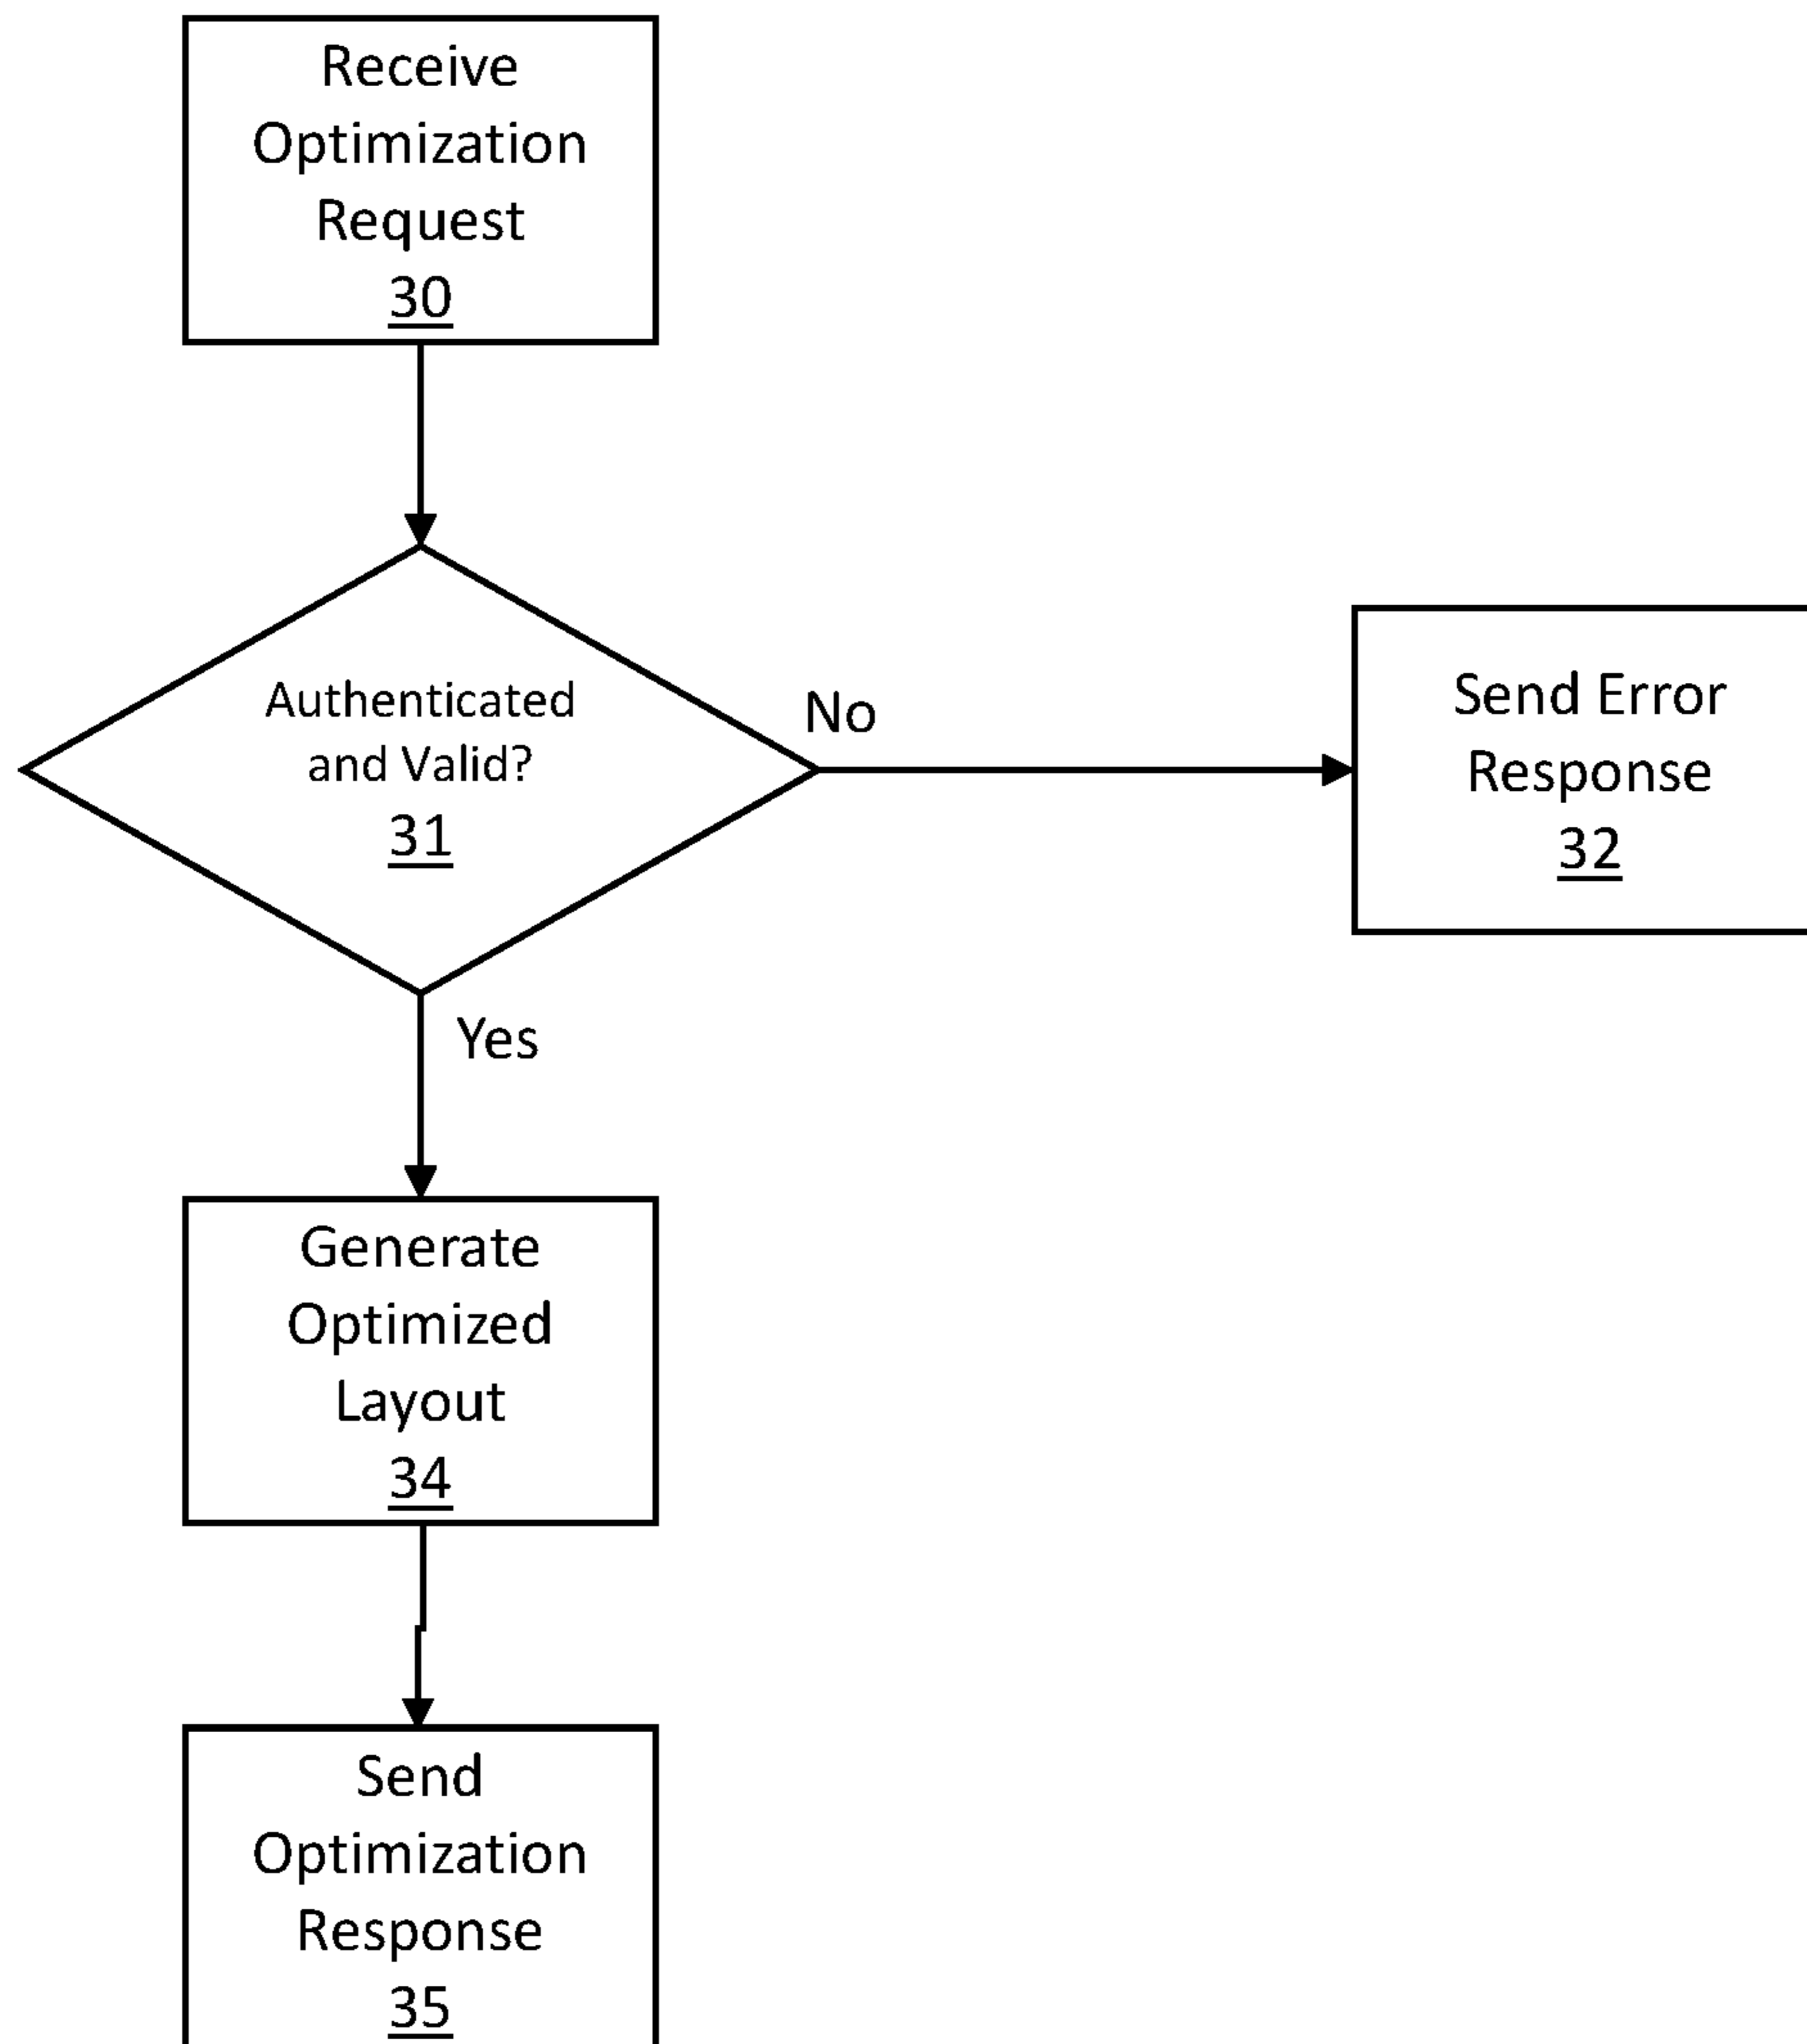 Receive
Optimization
Request
30
Authenticated
and Valid?
31
No
Send Error
Response
32
Yes
Generate
Optimized
Layout
34
Send
Optimization
Response
35